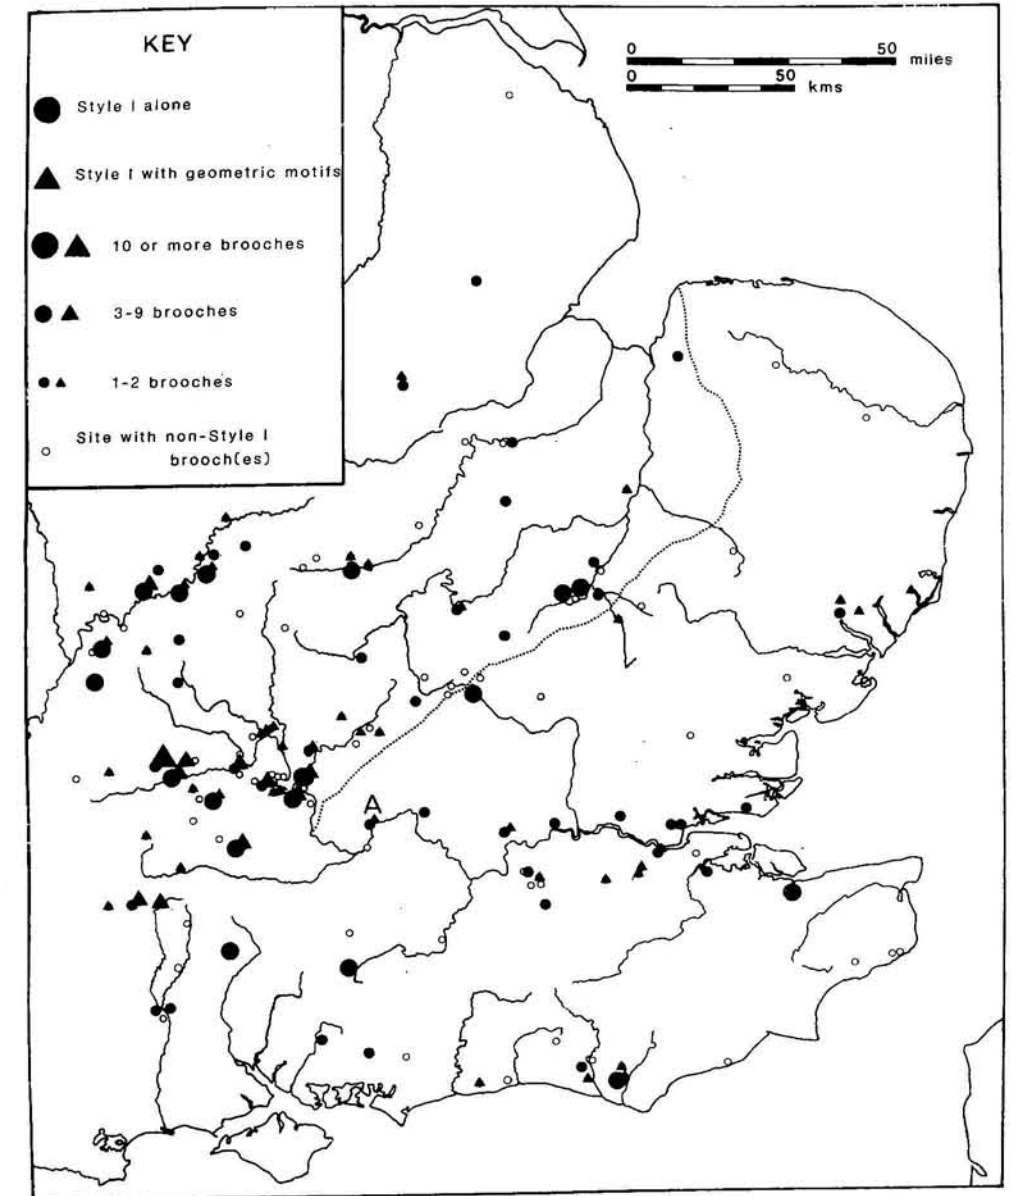 KEY
Style I alone
Style I with geometric motifs
10 or more brooches
3-9 brooches
1-2 brooches
Site with non-Style I
brooch(es)
0 50 miles
0 50 kms
A